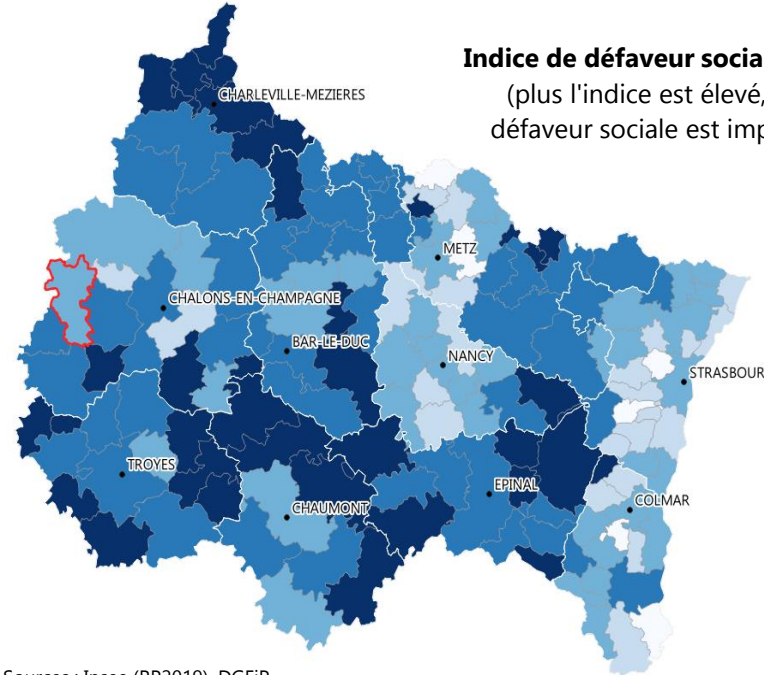 Indice de défaveur socia
(plus l'indice est élevé,
défaveur sociale est imp
CHARLEVILLE-MEZIERES
METZ
CHALONS-EN-CHAMPAGNE
BAR-LE-DUC
NANCY
STRASBOUR
TROYES
EPINAL
CHAUMONT
COLMAR